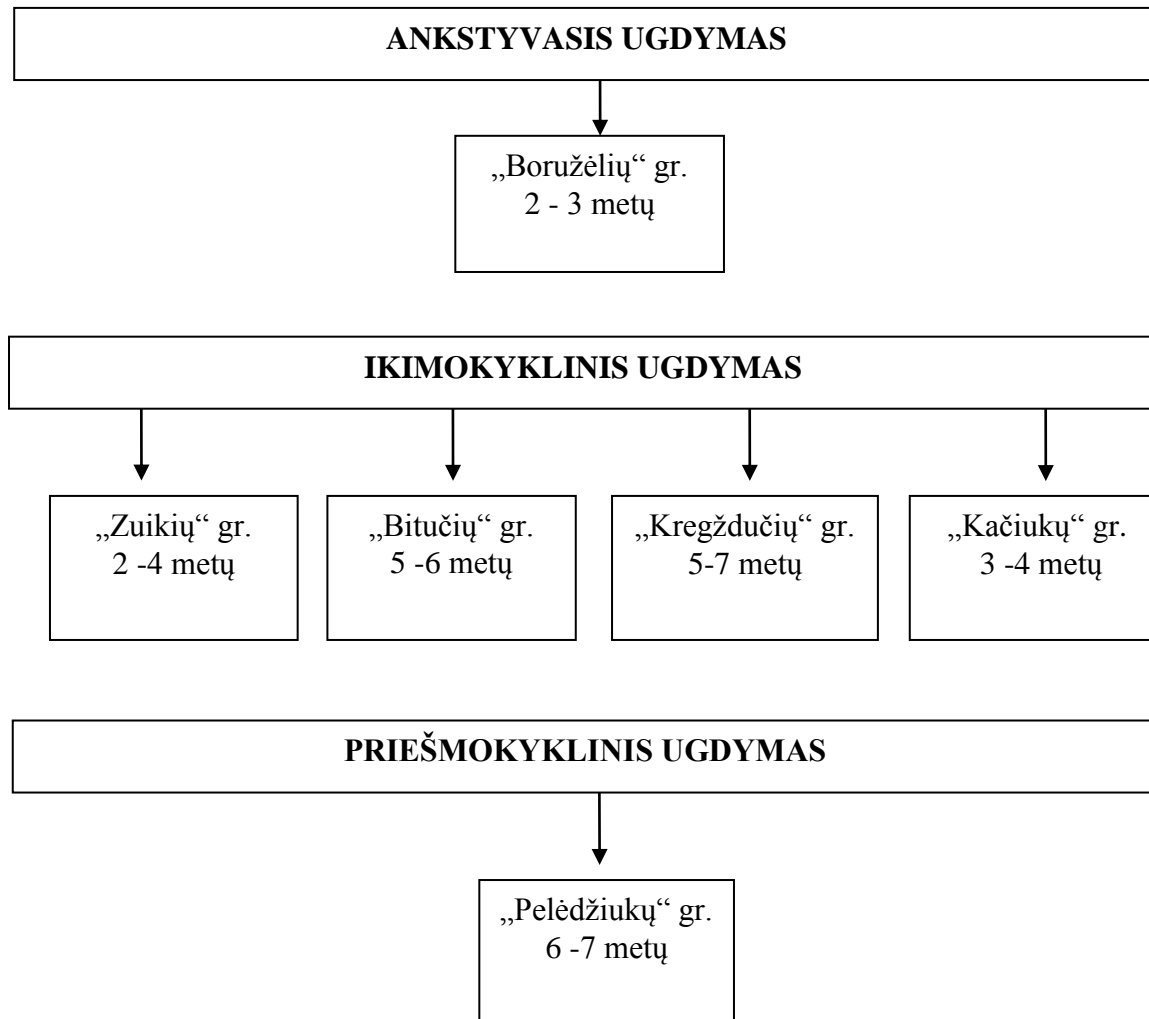 ANKSTYVASIS UGDYMAS
„Boružėlių“ gr.
2 - 3 metų
IKIMOKYKLINIS UGDYMAS
„Zuikių“ gr.
2 -4 metų
„Bitučių“ gr.
5 -6 metų
„Kregždučių“ gr.
5-7 metų
„Kačiukų“ gr.
3 -4 metų
PRIEŠMOKYKLINIS UGDYMAS
„Pelėdžiukų“ gr.
6 -7 metų